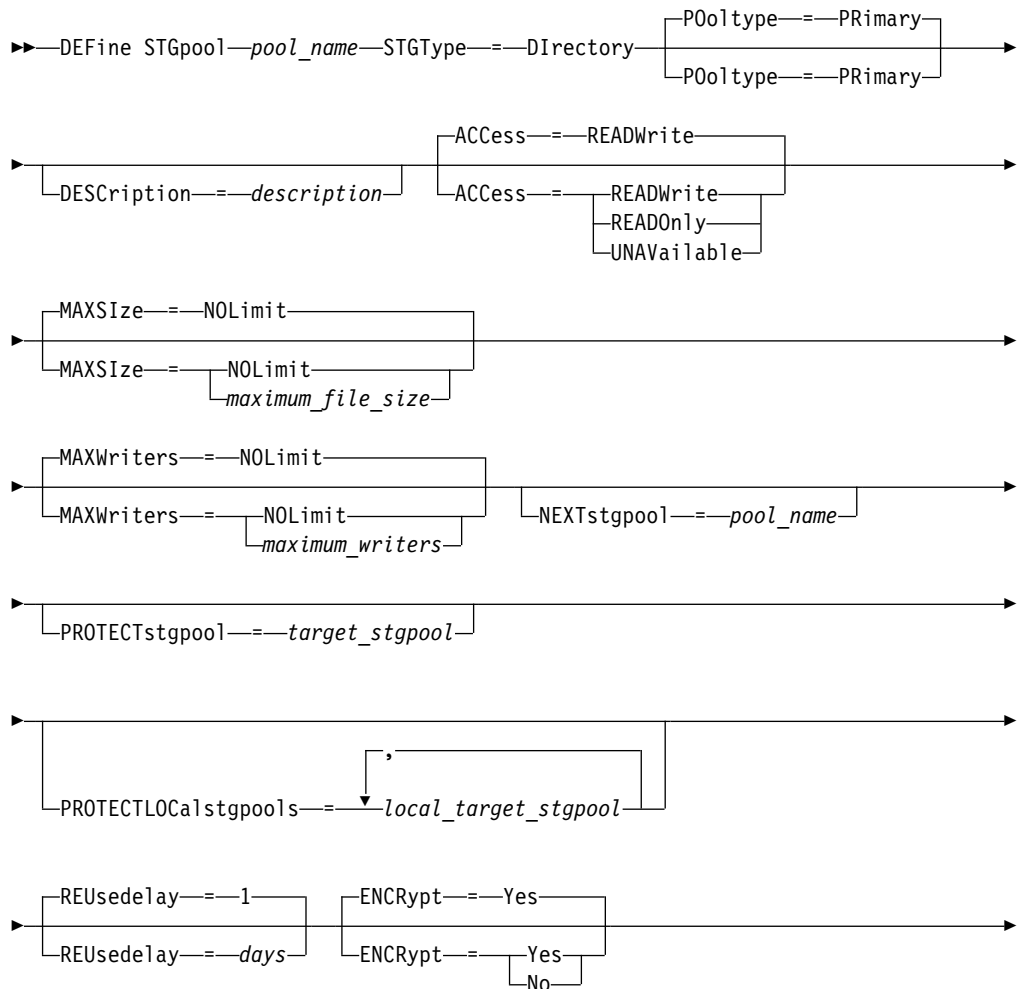 POoltype = PRimary
DEFine STGpool pool_name STGType = DIrectory
POoltype = PRimary
ACCess = READWrite
DESCription = description
ACCess = READWrite
READOnly
UNAVailable
MAXSIze = NOLimit
MAXSIze = NOLimit
maximum_file_size
MAXWriters = NOLimit
MAXWriters = NOLimit
maximum_writers
NEXTstgpool = pool_name
PROTECTstgpool = target_stgpool
,
PROTECTLOCalstgpools = local_target_stgpool
REUsedelay = 1
REUsedelay = days
ENCRypt = Yes
ENCRypt = Yes
No